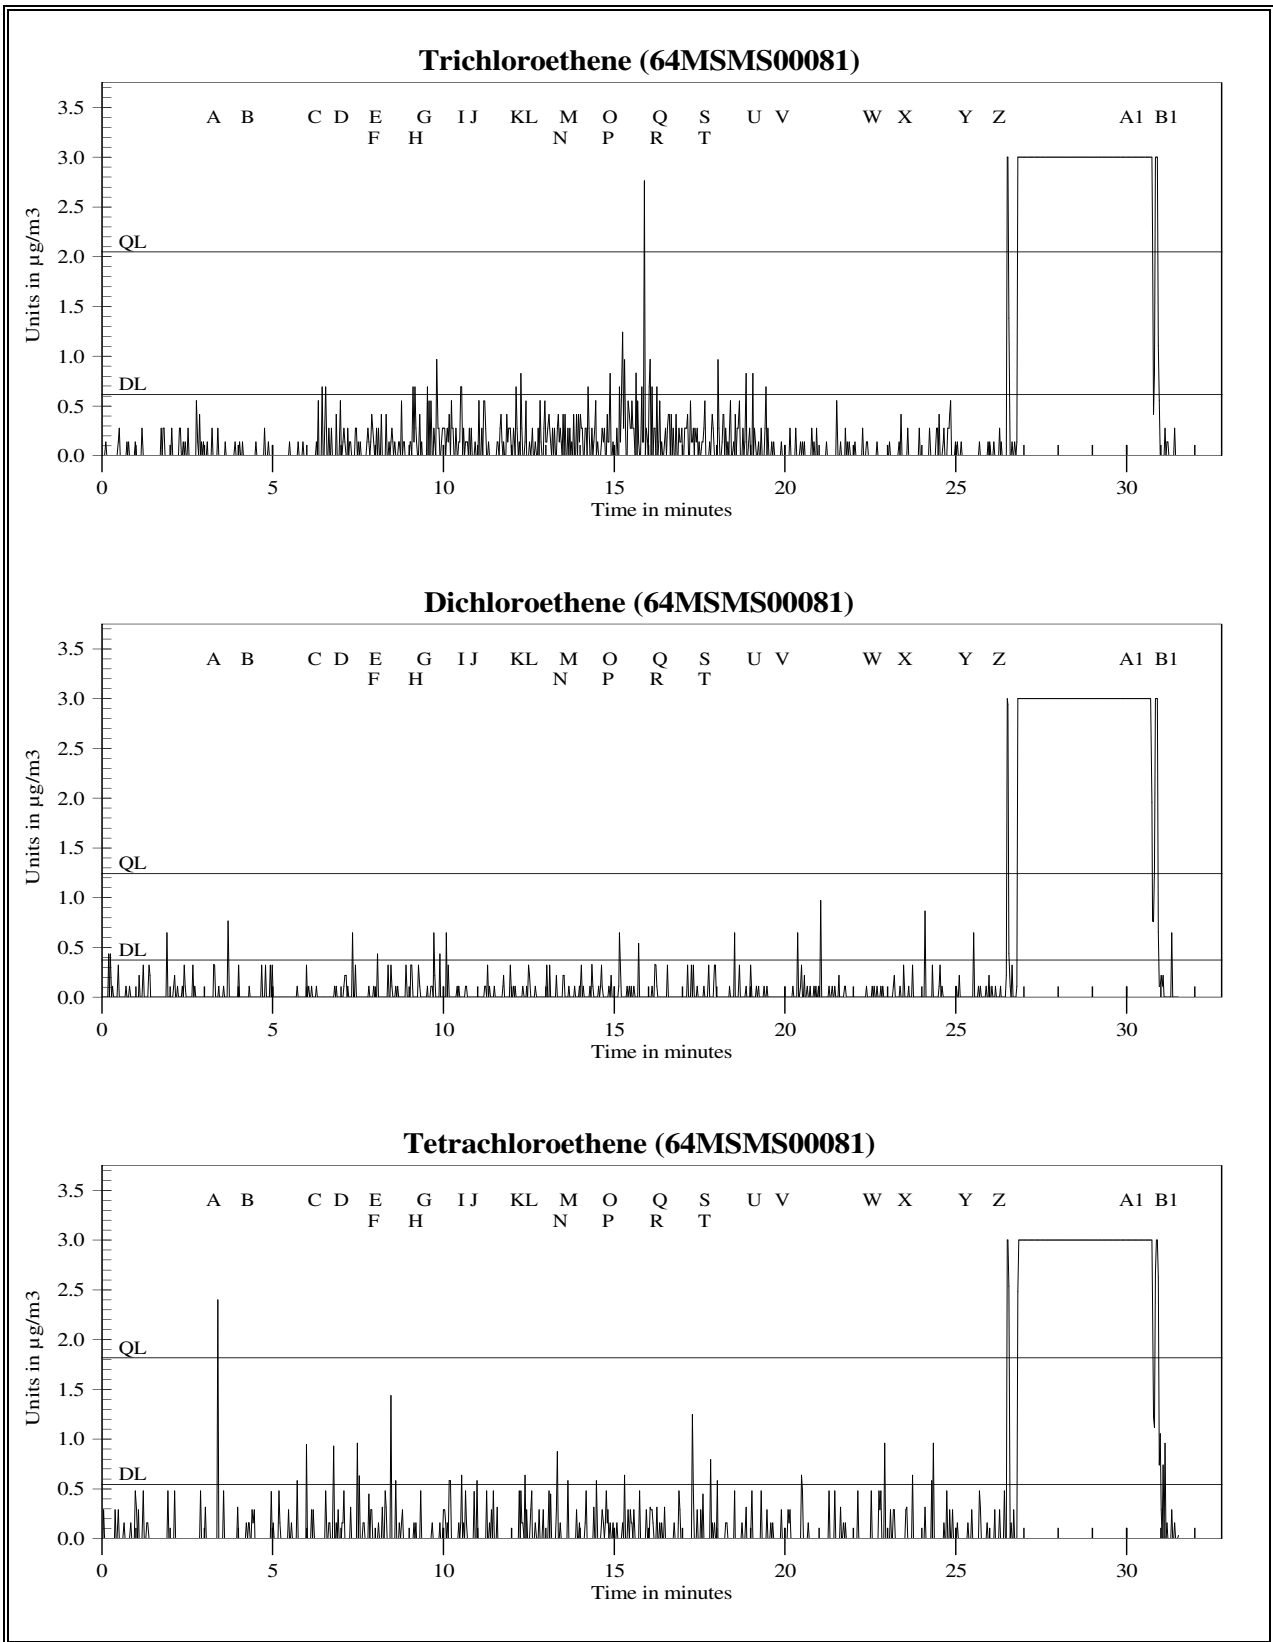 Trichloroethene (64MSMS00081)
3.5
A B C D E G I J K L M O Q S U V W X Y Z A1 B1
F H N P R T
3.0
2.5
QL
2.0
1.5
1.0
DL
0.5
0.0
Units in µg/m3
0 5 10 15 20 25 30
Time in minutes
Dichloroethene (64MSMS00081)
3.5
A B C D E G I J K L M O Q S U V W X Y Z A1 B1
F H N P R T
3.0
2.5
2.0
1.5
QL
1.0
0.5
DL
0.0
Units in µg/m3
0 5 10 15 20 25 30
Time in minutes
Tetrachloroethene (64MSMS00081)
3.5
A B C D E G I J K L M O Q S U V W X Y Z A1 B1
F H N P R T
3.0
2.5
2.0
QL
1.5
1.0
DL
0.5
0.0
Units in µg/m3
0 5 10 15 20 25 30
Time in minutes